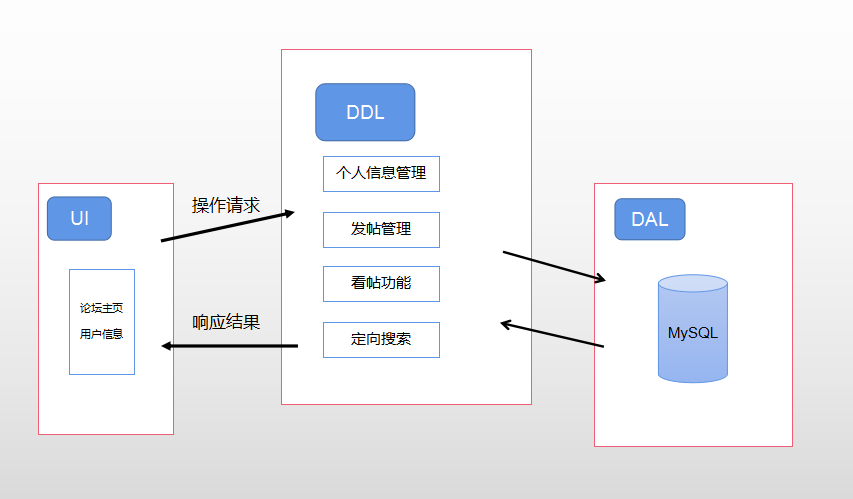 UI
论坛主页
用户信息
操作请求
响应结果
DDL
个人信息管理
发帖管理
看帖功能
定向搜索
DAL
MySQL